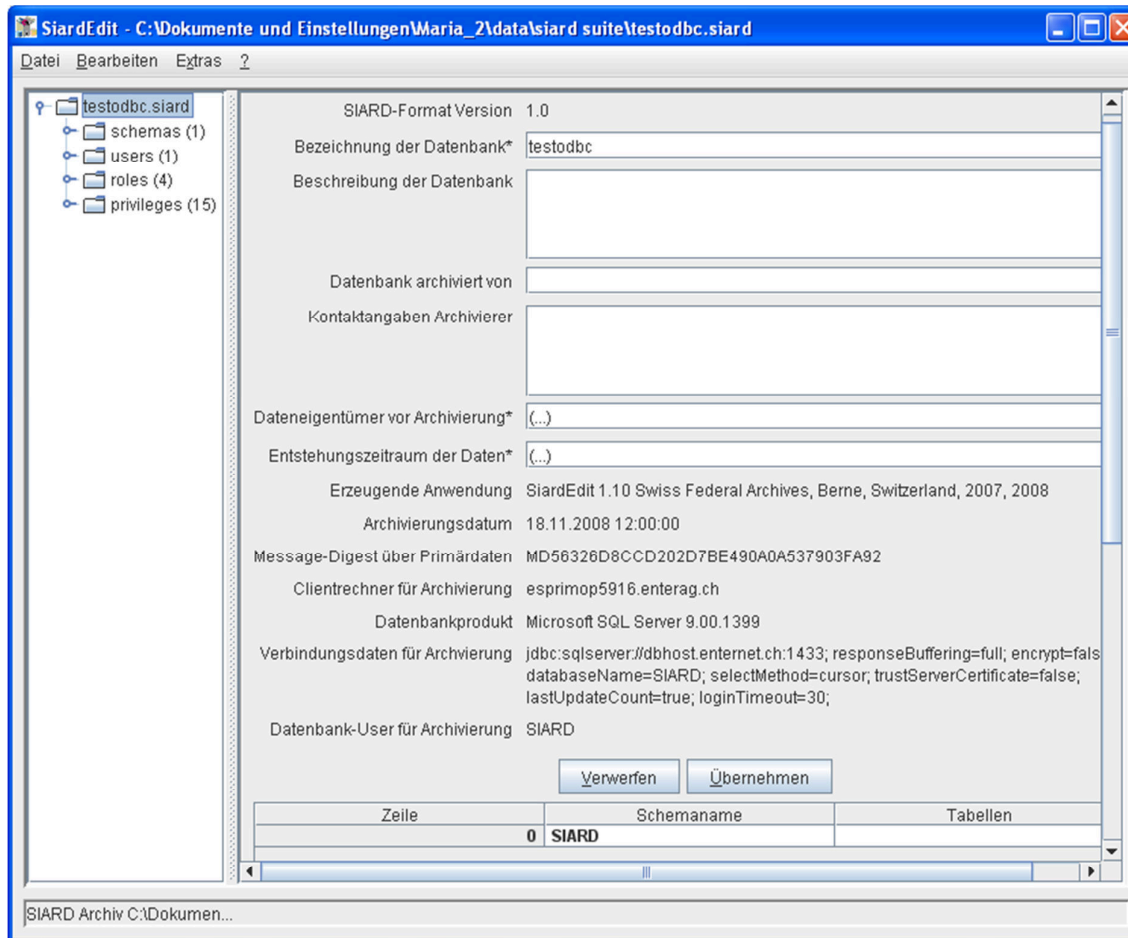 SiardEdit - C:\Dokumente und Einstellungen\Maria_2\data\siard suite\testodbc.siard
Datei Bearbeiten Extras ?
testodbc.siard
schemas (1)
users (1)
roles (4)
privileges (15)
SIARD-Format Version 1.0
Bezeichnung der Datenbank* testodbc
Beschreibung der Datenbank
Datenbank archiviert von
Kontaktangaben Archivierer
Dateneigentümer vor Archivierung* (...)
Entstehungszeitraum der Daten* (...)
Erzeugende Anwendung SiardEdit 1.10 Swiss Federal Archives, Berne, Switzerland, 2007, 2008
Archivierungsdatum 18.11.2008 12:00:00
Message-Digest über Primärdaten MD56326D8CCD202D7BE490A0A537903FA92
Clientrechner für Archivierung esprimop5916.enterag.ch
Datenbankprodukt Microsoft SQL Server 9.00.1399
Verbindungsdaten für Archivierung jdbc:sqlserver://dbhost.enternet.ch:1433; responseBuffering=full; encrypt=fals
databaseName=SIARD; selectMethod=cursor; trustServerCertificate=false;
lastUpdateCount=true; loginTimeout=30;
Datenbank-User für Archivierung SIARD
Verwerfen Übernehmen
Zeile Schemaname Tabellen
0 SIARD
SIARD Archiv C:\Dokumen...